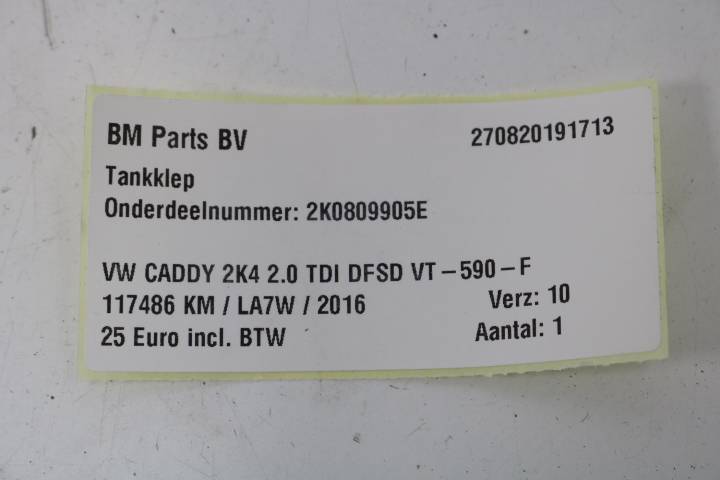 BM Parts BV 270820191713
Tankklep
Onderdeelnummer: 2K0809905E
VW CADDY 2K4 2.0 TDI DFSD VT-590-F
117486 KM / LA7W / 2016 Verz: 10
25 Euro incl. BTW Aantal: 1